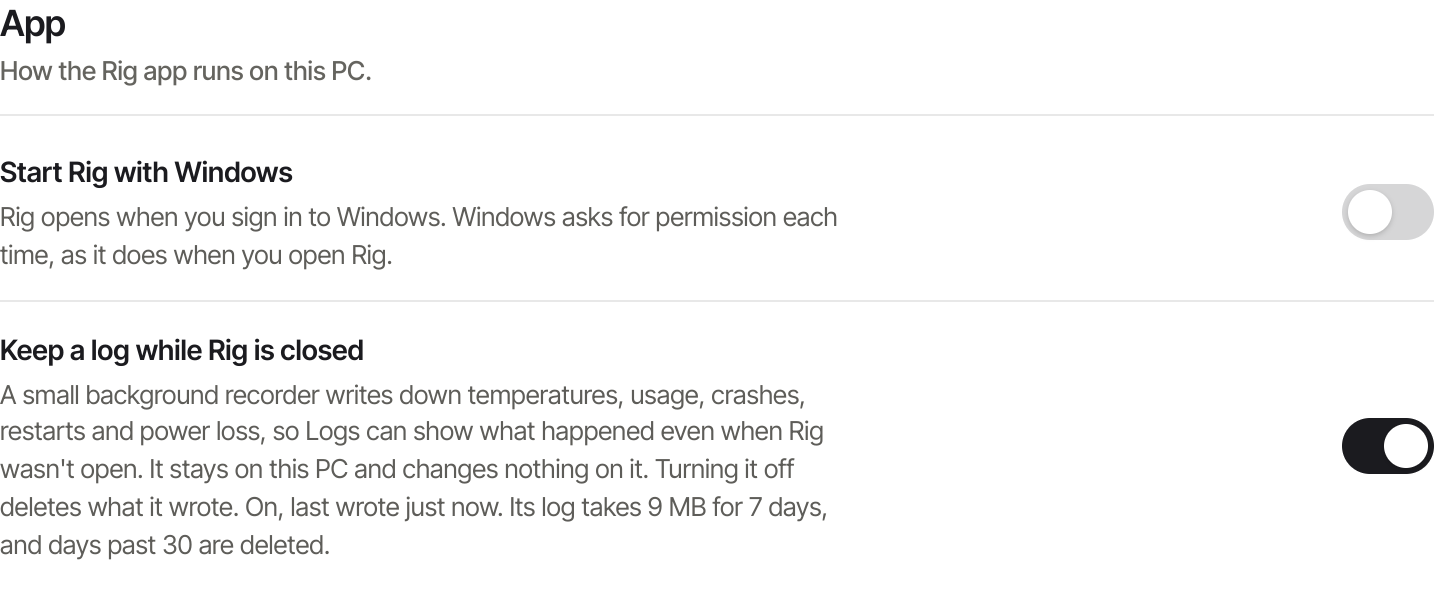 App
How the Rig app runs on this PC.
Start Rig with Windows
Rig opens when you sign in to Windows. Windows asks for permission each
time, as it does when you open Rig.
Keep a log while Rig is closed
A small background recorder writes down temperatures, usage, crashes,
restarts and power loss, so Logs can show what happened even when Rig
wasn't open. It stays on this PC and changes nothing on it. Turning it off
deletes what it wrote. On, last wrote just now. Its log takes 9 MB for 7 days,
and days past 30 are deleted.